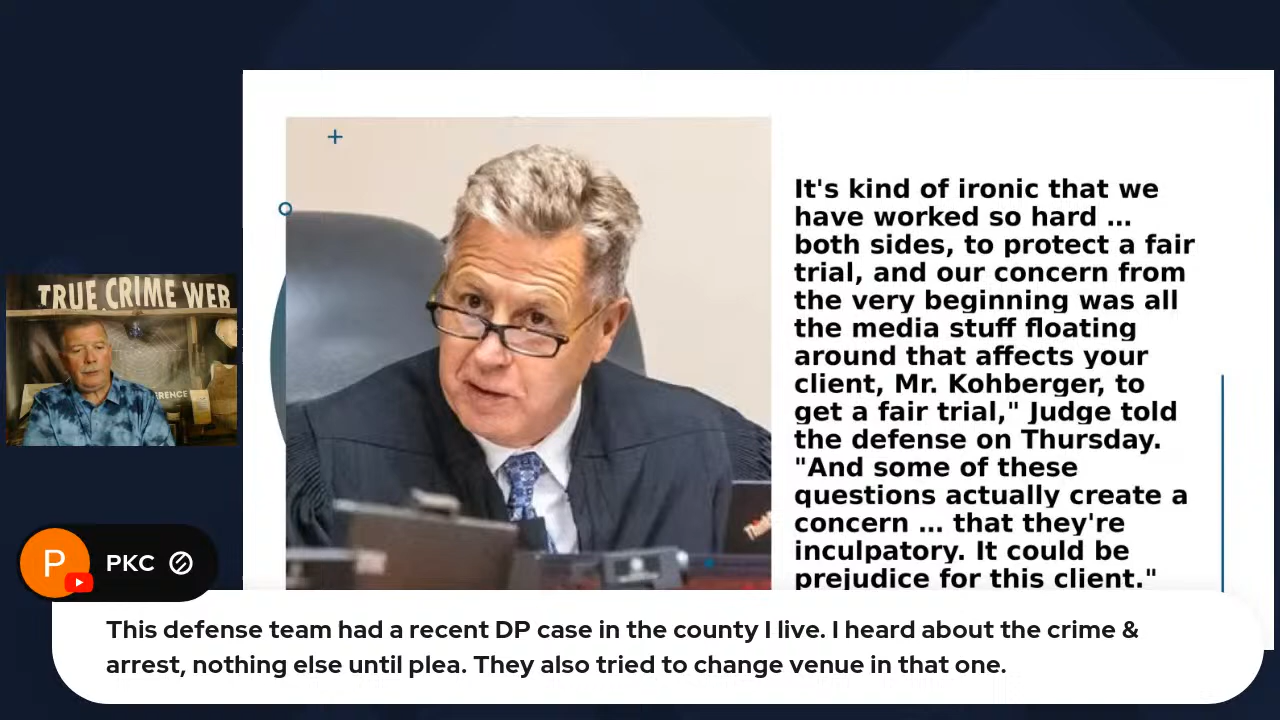 It's kind of ironic that we
have worked so hard ...
both sides, to protect a fair
trial, and our concern from
the very beginning was all
the media stuff floating
around that affects your
client, Mr. Kohberger, to
get a fair trial," Judge told
the defense on Thursday.
"And some of these
questions actually create a
concern ... that they're
inculpatory. It could be
prejudice for this client."
TRUE CRIME WEB
P PKC
This defense team had a recent DP case in the county I live. I heard about the crime &
arrest, nothing else until plea. They also tried to change venue in that one.